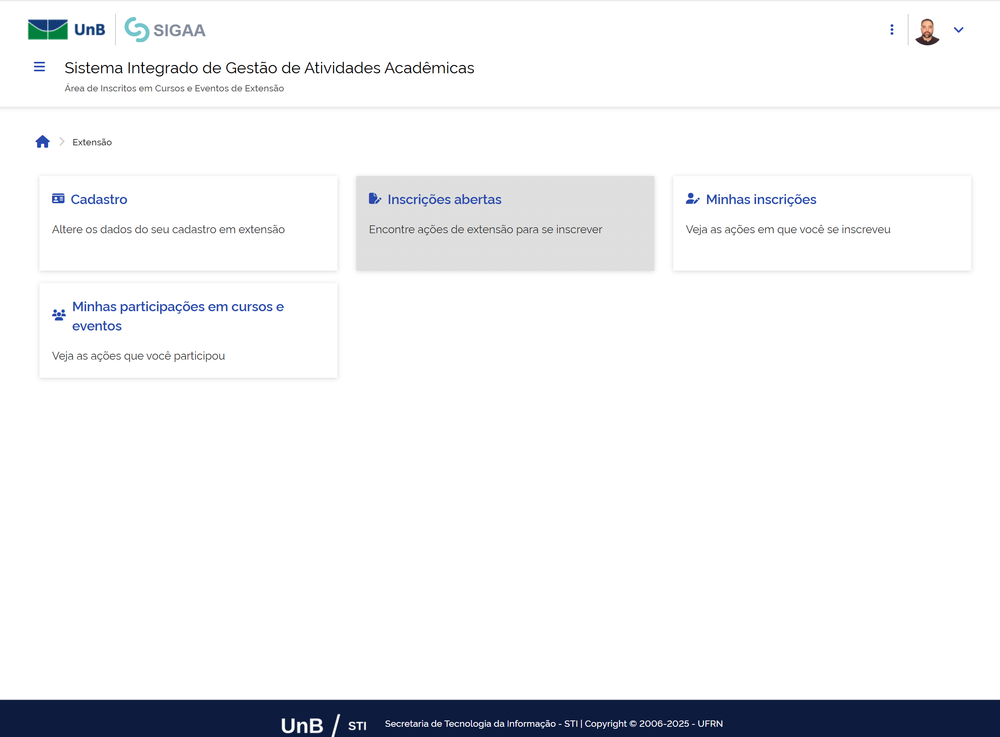 UnB
SIGAA
Sistema Integrado de Gestão de Atividades Acadêmicas
Área de Inscritos em Cursos e Eventos de Extensão
Extensão
Cadastro
Altere os dados do seu cadastro em extensão
Inscrições abertas
Encontre ações de extensão para se inscrever
Minhas inscrições
Veja as ações em que você se inscreveu
Minhas participações em cursos e
eventos
Veja as ações que você participou
UnB / STI
Secretaria de Tecnologia da Informação - STI | Copyright © 2006-2025 - UFRN